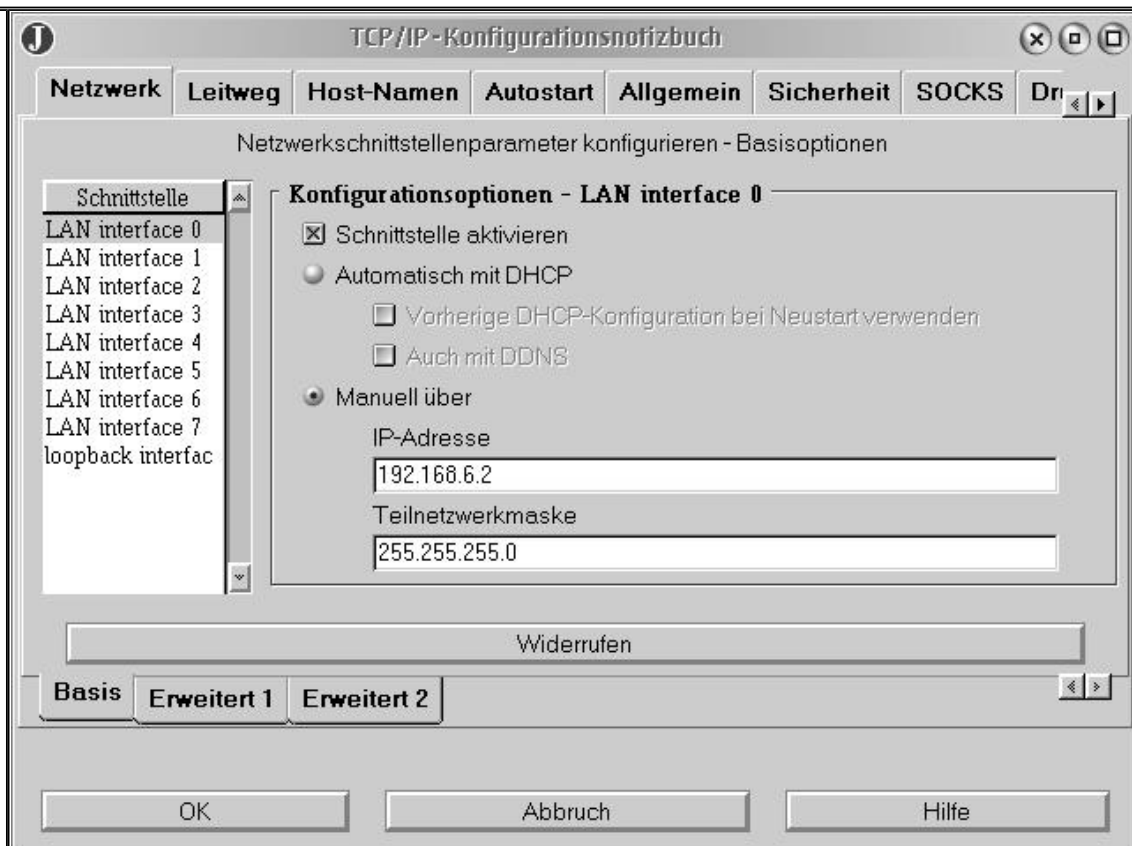 J
TCP/IP-Konfigurationsnotizbuch
Netzwerk Leitweg Host-Namen Autostart Allgemein Sicherheit SOCKS
Netzwerkschnittstellenparameter konfigurieren - Basisoptionen
Schnittstelle
LAN interface 0
LAN interface 1
LAN interface 2
LAN interface 3
LAN interface 4
LAN interface 5
LAN interface 6
LAN interface 7
loopback interfac
Konfigurationsoptionen - LAN interface 0
Schnittstelle aktivieren
Automatisch mit DHCP
Vorherige DHCP-Konfiguration bei Neustart verwenden
Auch mit DDNS
Manuell über
IP-Adresse
192.168.6.2
Teilnetzwerkmaske
255.255.255.0
Widerrufen
Basis Erweitert 1 Erweitert 2
OK Abbruch Hilfe